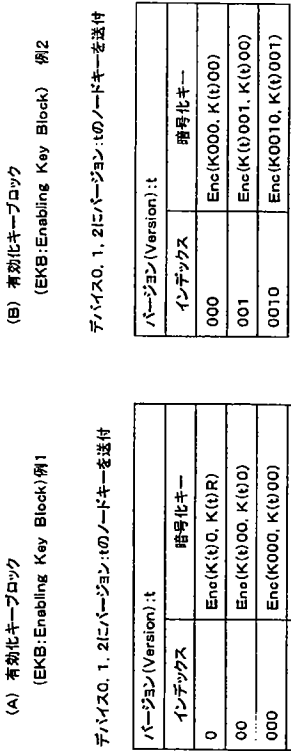 (A) 有効化キーブロック
(EKB:Enabling Key Block)例1
デバイス0, 1, 2にバージョン:tのノードキーを送付
バージョン(Version):t
インデックス 暗号化キー
0 Enc(K(t)0, K(t)R)
00 Enc(K(t)00, K(t)0)
000 Enc(K000, K(t)00)
(B) 有効化キーブロック
(EKB:Enabling Key Block) 例2
デバイス0, 1, 2にバージョン:tのノードキーを送付
バージョン(Version):t
インデックス 暗号化キー
000 Enc(K000, K(t)00)
001 Enc(K(t)001, K(t)00)
0010 Enc(K0010, K(t)001)